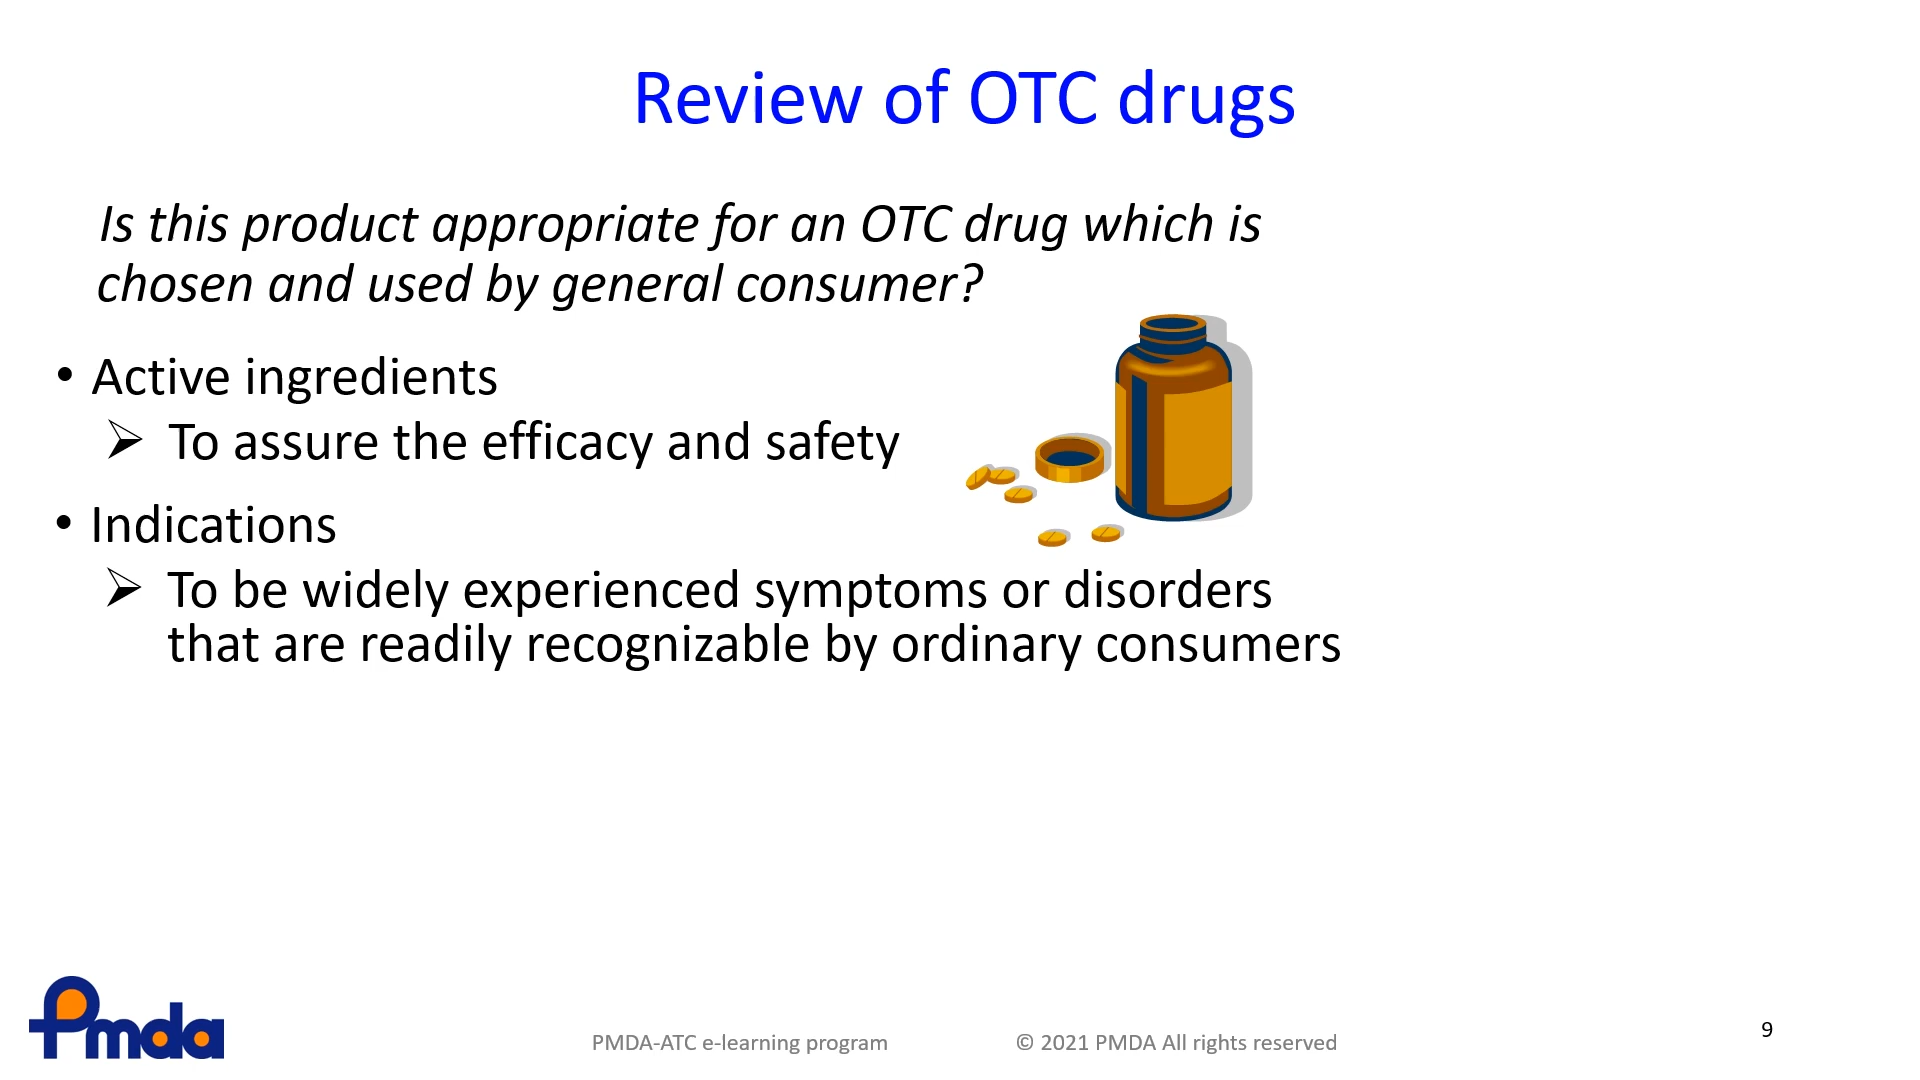 Review of OTC drugs
Is this product appropriate for an OTC drug which is
chosen and used by general consumer?
• Active ingredients
➢ To assure the efficacy and safety
• Indications
➢ To be widely experienced symptoms or disorders
that are readily recognizable by ordinary consumers
Pmda
PMDA-ATC e-learning program
© 2021 PMDA All rights reserved
9